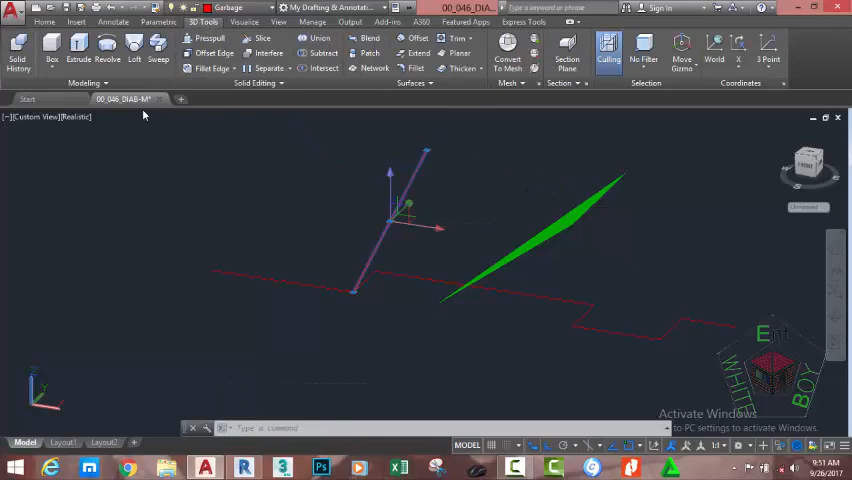 Garbage
My Drafting & Annotati...
00_046_DIA...
Sign In
Home Insert Annotate Parametric 3D Tools Visualize View Manage Output Add-ins A360 Featured Apps Express Tools
Presspull Slice Union Blend Offset Trim
Offset Edge Interfere Subtract Patch Extend Planar
Fillet Edge Separate Intersect Network Fillet Thicken
Solid History Box Extrude Revolve Loft Sweep
Convert To Mesh Section Plane Culling No Filter Move Gizmo World 3 Point
Modeling Solid Editing Surfaces Mesh Section Selection Coordinates
Start 00_046_DIAB-M*
[−][Custom View][Realistic]
FRONT
Unnamed
Ent
WHITE
BOY
Z
Y
X
Activate Windows
to PC settings to activate Windows.
Type a command
Model Layout1 Layout2 +
MODEL 1:1
9:51 AM
9/26/2017